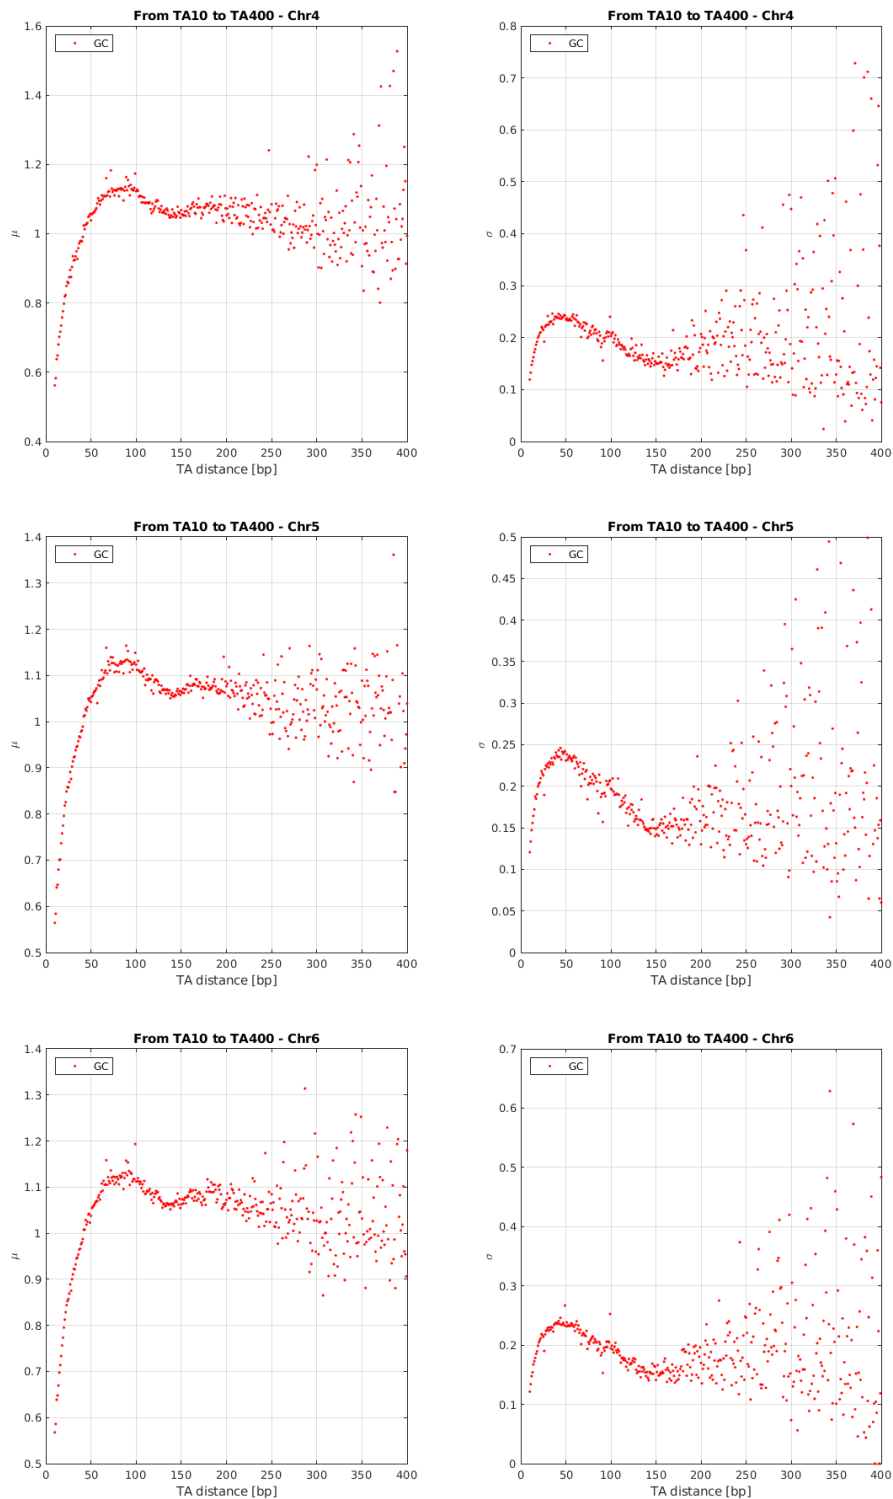 From TA10 to TA400 - Chr4
GC
1.6
1.4
1.2
1
0.8
0.6
0.4
μ
0 50 100 150 200 250 300 350 400
TA distance [bp]
From TA10 to TA400 - Chr4
GC
0.8
0.7
0.6
0.5
0.4
0.3
0.2
0.1
0
σ
0 50 100 150 200 250 300 350 400
TA distance [bp]
From TA10 to TA400 - Chr5
GC
1.4
1.3
1.2
1.1
1
0.9
0.8
0.7
0.6
0.5
μ
0 50 100 150 200 250 300 350 400
TA distance [bp]
From TA10 to TA400 - Chr5
GC
0.5
0.45
0.4
0.35
0.3
0.25
0.2
0.15
0.1
0.05
0
σ
0 50 100 150 200 250 300 350 400
TA distance [bp]
From TA10 to TA400 - Chr6
GC
1.4
1.3
1.2
1.1
1
0.9
0.8
0.7
0.6
0.5
μ
0 50 100 150 200 250 300 350 400
TA distance [bp]
From TA10 to TA400 - Chr6
GC
0.7
0.6
0.5
0.4
0.3
0.2
0.1
0
σ
0 50 100 150 200 250 300 350 400
TA distance [bp]